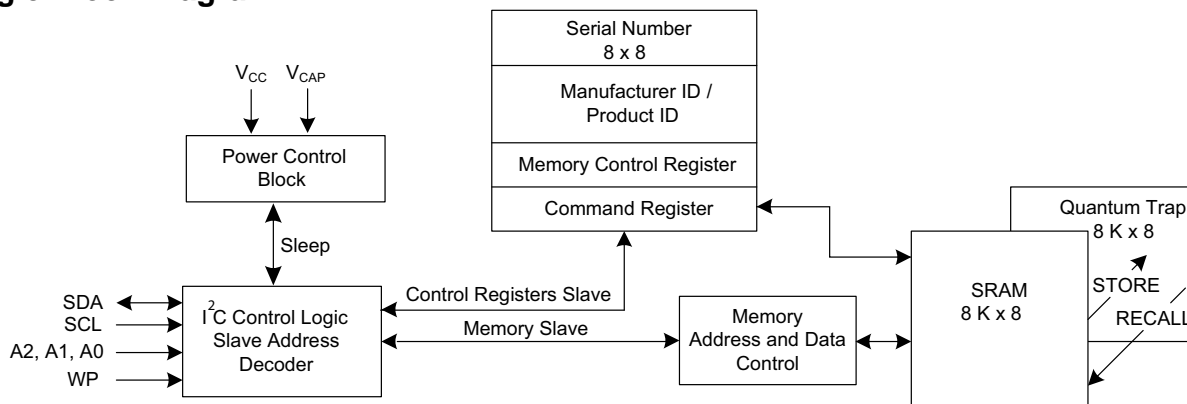 Serial Number
8 x 8
Manufacturer ID /
Product ID
Memory Control Register
Command Register
VCC VCAP
Power Control
Block
Sleep
Quantum Trap
8 K x 8
SRAM
8 K x 8
STORE
RECALL
SDA
SCL
A2, A1, A0
WP
I2C Control Logic
Slave Address
Decoder
Control Registers Slave
Memory Slave
Memory
Address and Data
Control